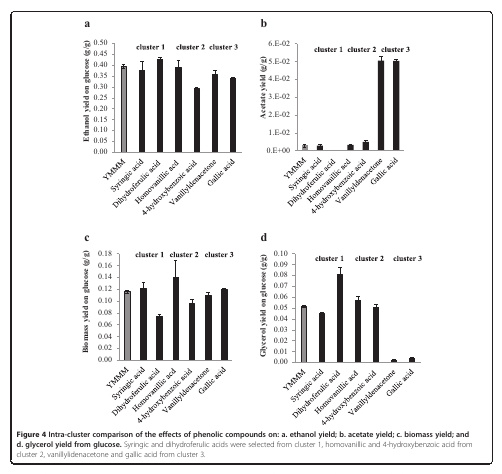 a
Ethanol yield on glucose (g/g)
0.50
0.45
0.40
0.35
0.30
0.25
0.20
0.15
0.10
0.05
0.00
cluster 1 cluster 2 cluster 3
YMMM
Syringic acid
Dihydroferulic acid
Homovanillic acid
4-hydroxybenzoic acid
Vanillyldenacetone
Gallic acid
b
Acetate yield (g/g)
6.E-02
5.E-02
4.E-02
3.E-02
2.E-02
1.E-02
0.E+00
cluster 1 cluster 2 cluster 3
YMMM
Syringic acid
Dihydroferulic acid
Homovanillic acid
4-hydroxybenzoic acid
Vanillyldenacetone
Gallic acid
c
Biomass yield on glucose (g/g)
0.18
0.16
0.14
0.12
0.10
0.08
0.06
0.04
0.02
0.00
cluster 1 cluster 2 cluster 3
YMMM
Syringic acid
Dihydroferulic acid
Homovanillic acid
4-hydroxybenzoic acid
Vanillyldenacetone
Gallic acid
d
Glycerol yield on glucose (g/g)
0.10
0.09
0.08
0.07
0.06
0.05
0.04
0.03
0.02
0.01
0.00
cluster 1 cluster 2 cluster 3
YMMM
Syringic acid
Dihydroferulic acid
Homovanillic acid
4-hydroxybenzoic acid
Vanillyldenacetone
Gallic acid
Figure 4 Intra-cluster comparison of the effects of phenolic compounds on: a. ethanol yield; b. acetate yield; c. biomass yield; and
d. glycerol yield from glucose. Syringic and dihydroferulic acids were selected from cluster 1, homovanillic and 4-hydroxybenzoic acid from
cluster 2, vanillylidenacetone and gallic acid from cluster 3.